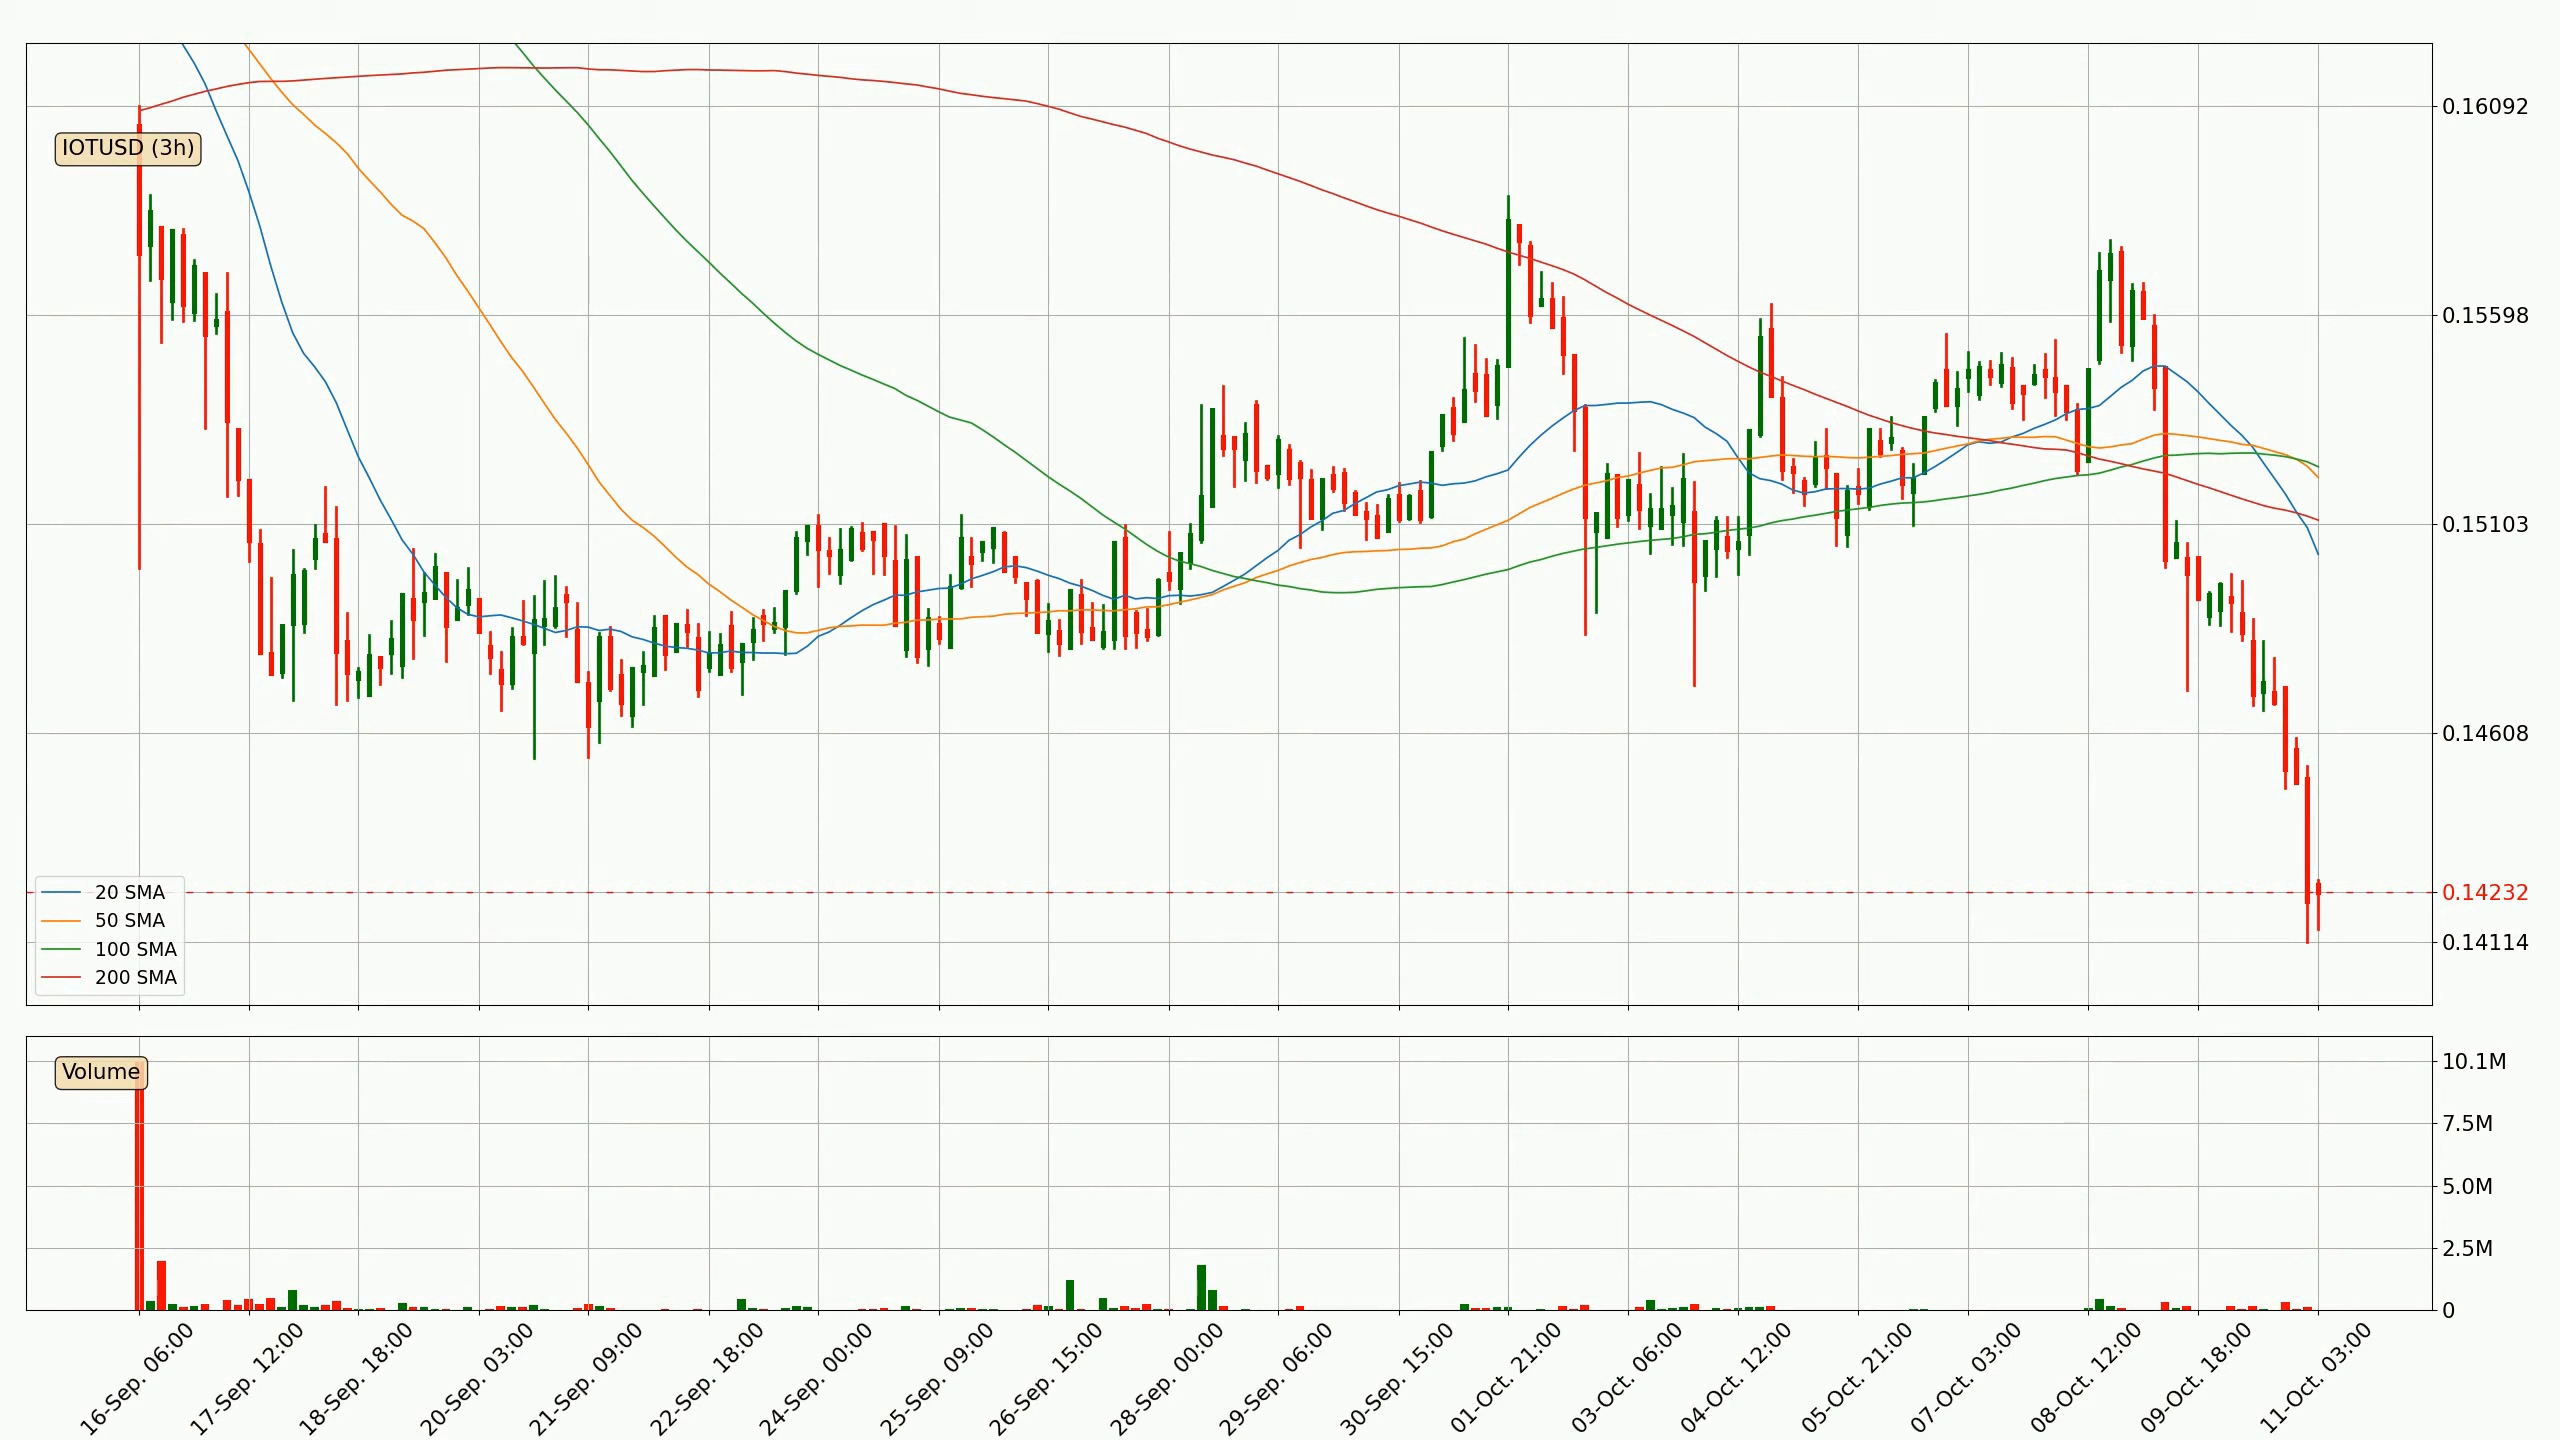 IOTUSD (3h)
0.16092
0.15598
0.15103
0.14608
0.14232
0.14114
20 SMA
50 SMA
100 SMA
200 SMA
Volume
10.1M
7.5M
5.0M
2.5M
0
16-Sep. 06:00
17-Sep. 12:00
18-Sep. 18:00
20-Sep. 03:00
21-Sep. 09:00
22-Sep. 18:00
24-Sep. 00:00
25-Sep. 09:00
26-Sep. 15:00
28-Sep. 00:00
29-Sep. 06:00
30-Sep. 15:00
01-Oct. 21:00
03-Oct. 06:00
04-Oct. 12:00
05-Oct. 21:00
07-Oct. 03:00
08-Oct. 12:00
09-Oct. 18:00
11-Oct. 03:00